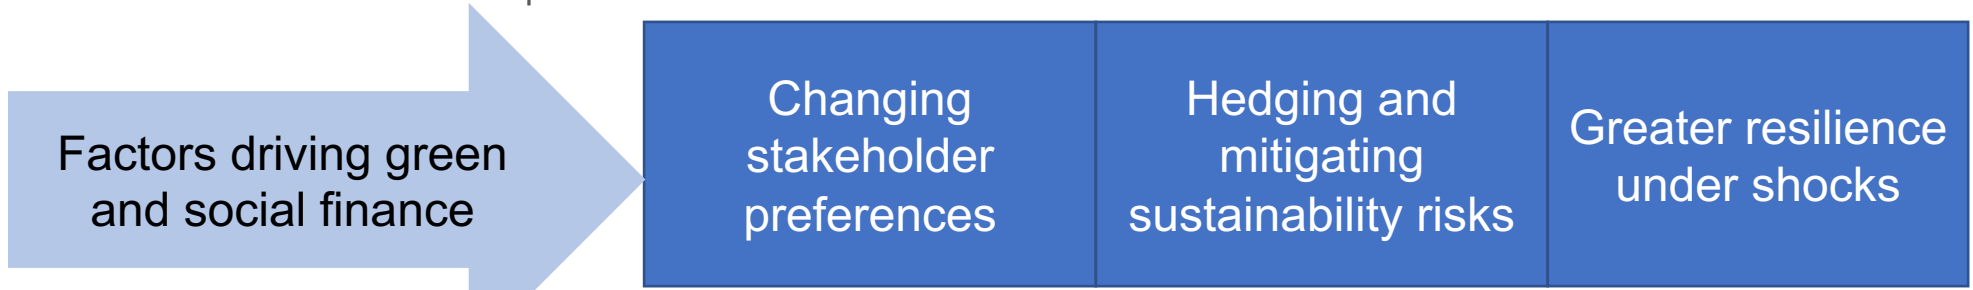 Factors driving green
and social finance
Changing
stakeholder
preferences
Hedging and
mitigating
sustainability risks
Greater resilience
under shocks